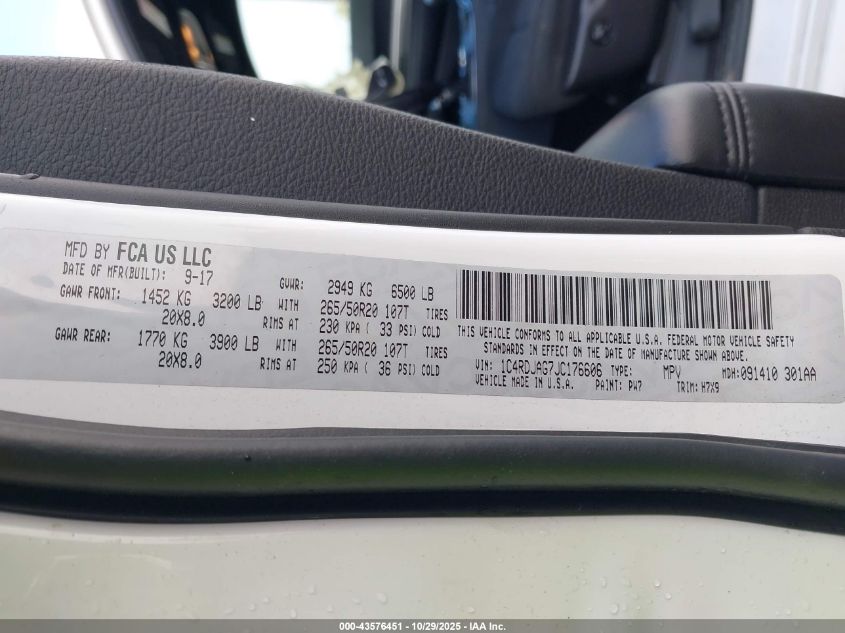 MFD BY FCA US LLC
DATE OF MFR(BUILT): 9-17 GVWR: 2949 KG 6500 LB
GAWR FRONT: 1452 KG 3200 LB WITH 265/50R20 107T TIRES
20X8.0 RIMS AT 230 KPA ( 33 PSI) COLD
GAWR REAR: 1770 KG 3900 LB WITH 265/50R20 107T TIRES
20X8.0 RIMS AT 250 KPA ( 36 PSI) COLD
THIS VEHICLE CONFORMS TO ALL APPLICABLE U.S.A. FEDERAL MOTOR VEHICLE SAFETY
STANDARDS IN EFFECT ON THE DATE OF MANUFACTURE SHOWN ABOVE.
VIN: 1C4RDJAG7JC176606 TYPE: MPV MDH:091410 301AA
VEHICLE MADE IN U.S.A. PAINT: PW7 TRIM: H7X9
000-43576451 | 10/29/2025 | IAA Inc.